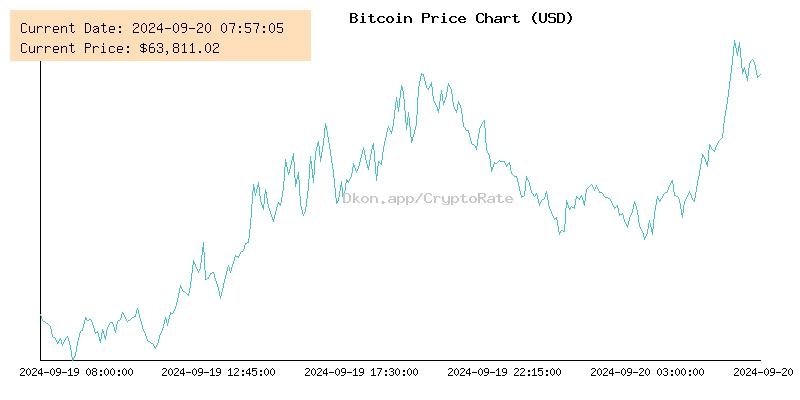 Bitcoin Price Chart (USD)
Current Date: 2024-09-20 07:57:05
Current Price: $63,811.02
Dkon.app/CryptoRate
2024-09-19 08:00:00 2024-09-19 12:45:00 2024-09-19 17:30:00 2024-09-19 22:15:00 2024-09-20 03:00:00 2024-09-20